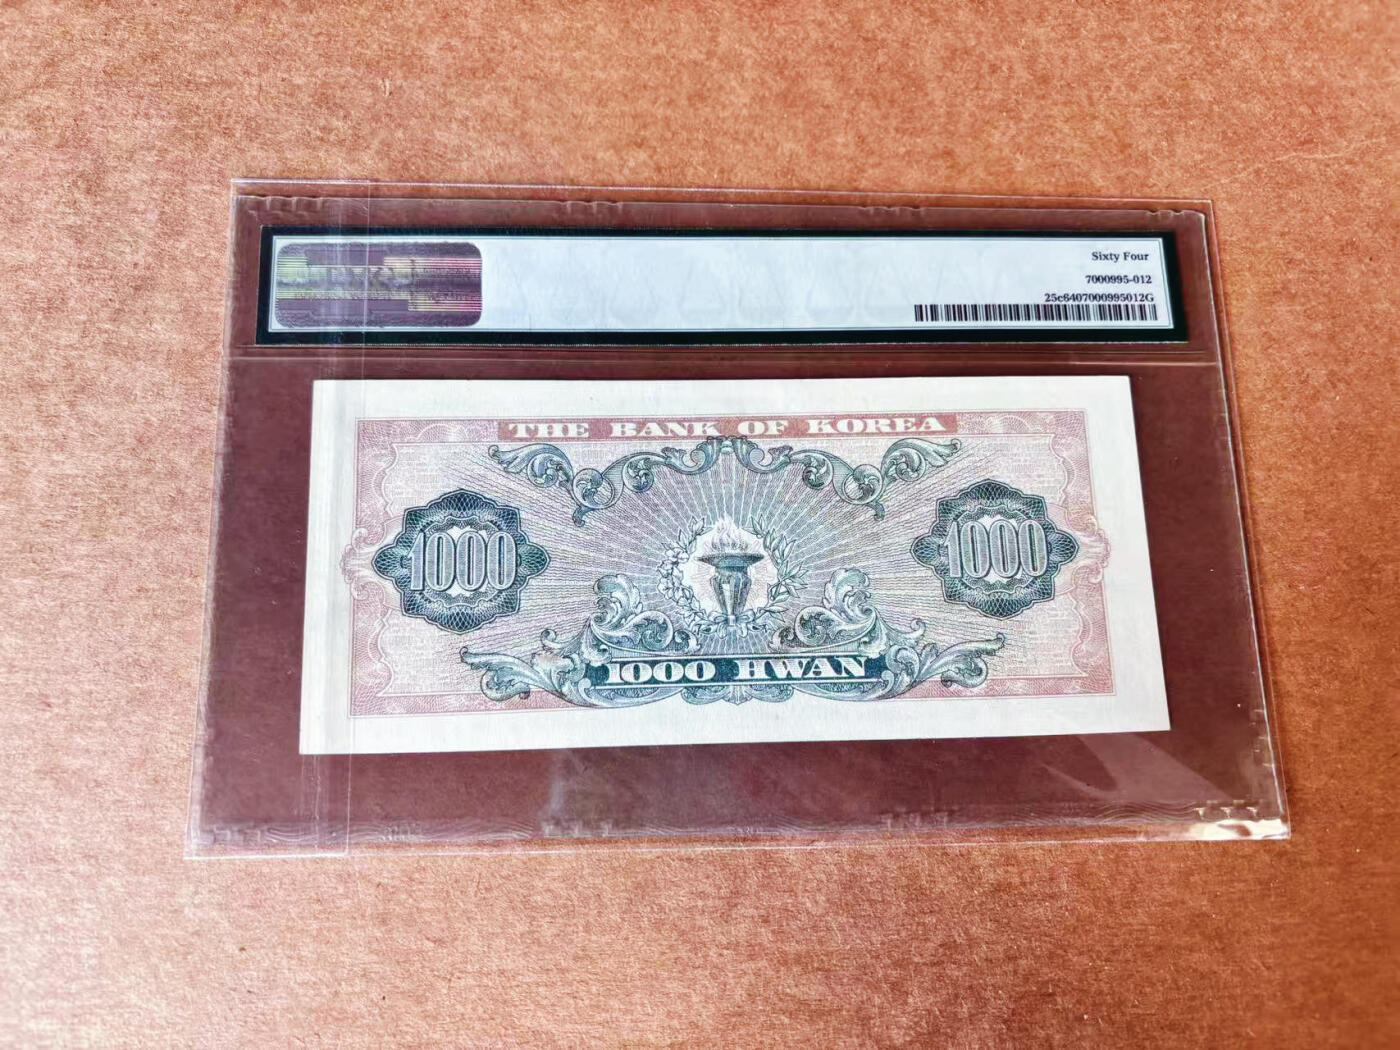 Sixty Four
7000995-012
25c6407000995012G
THE BANK OF KOREA
1000
1000
1000 HWAN